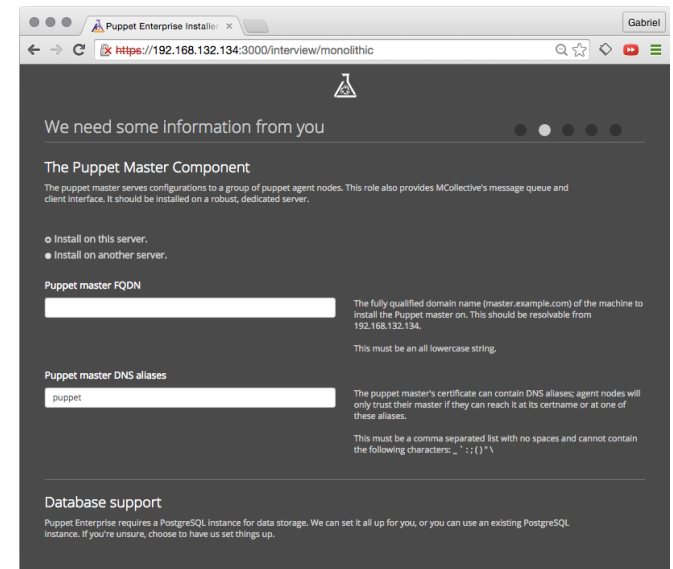 Puppet Enterprise Installer
Gabriel
https://192.168.132.134:3000/interview/monolithic
We need some information from you
The Puppet Master Component
The puppet master serves configurations to a group of puppet agent nodes. This role also provides MCollective's message queue and
client interface. It should be installed on a robust, dedicated server.
Install on this server.
Install on another server.
Puppet master FQDN
The fully qualified domain name (master.example.com) of the machine to
install the Puppet master on. This should be resolvable from
192.168.132.134.
This must be an all lowercase string.
Puppet master DNS aliases
puppet
The puppet master's certificate can contain DNS aliases; agent nodes will
only trust their master if they can reach it at its certname or at one of
these aliases.
This must be a comma separated list with no spaces and cannot contain
the following characters: _ ` : ; ( ) " \
Database support
Puppet Enterprise requires a PostgreSQL instance for data storage. We can set it all up for you, or you can use an existing PostgreSQL
instance. If you're unsure, choose to have us set things up.